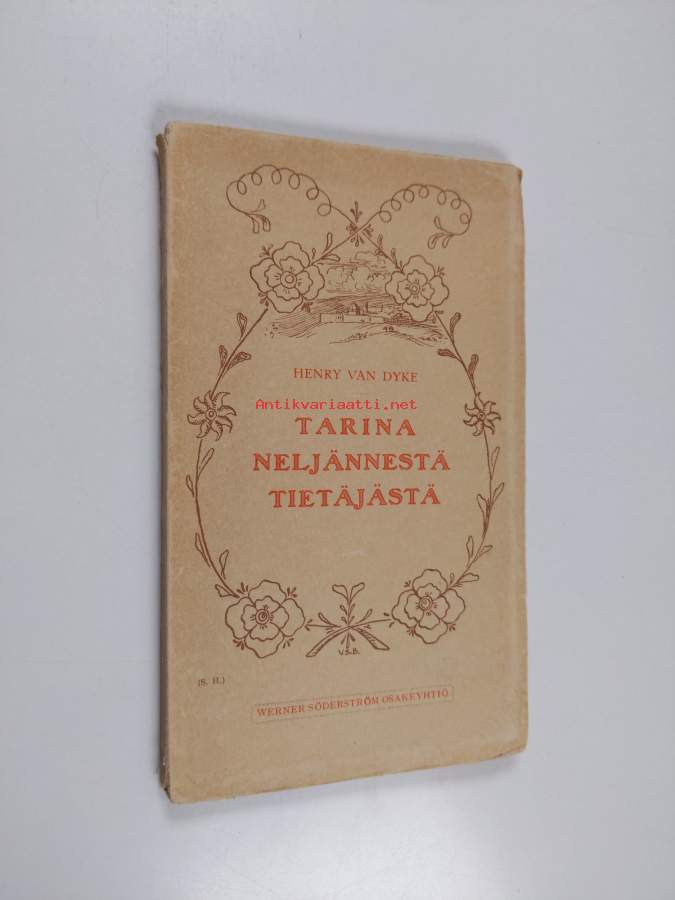 HENRY VAN DYKE
Antikvariaatti.net
TARINA
NELJÄNNESTÄ
TIETÄJÄSTÄ
V.S.B.
(S. H.)
WERNER SÖDERSTRÖM OSAKEYHTIÖ